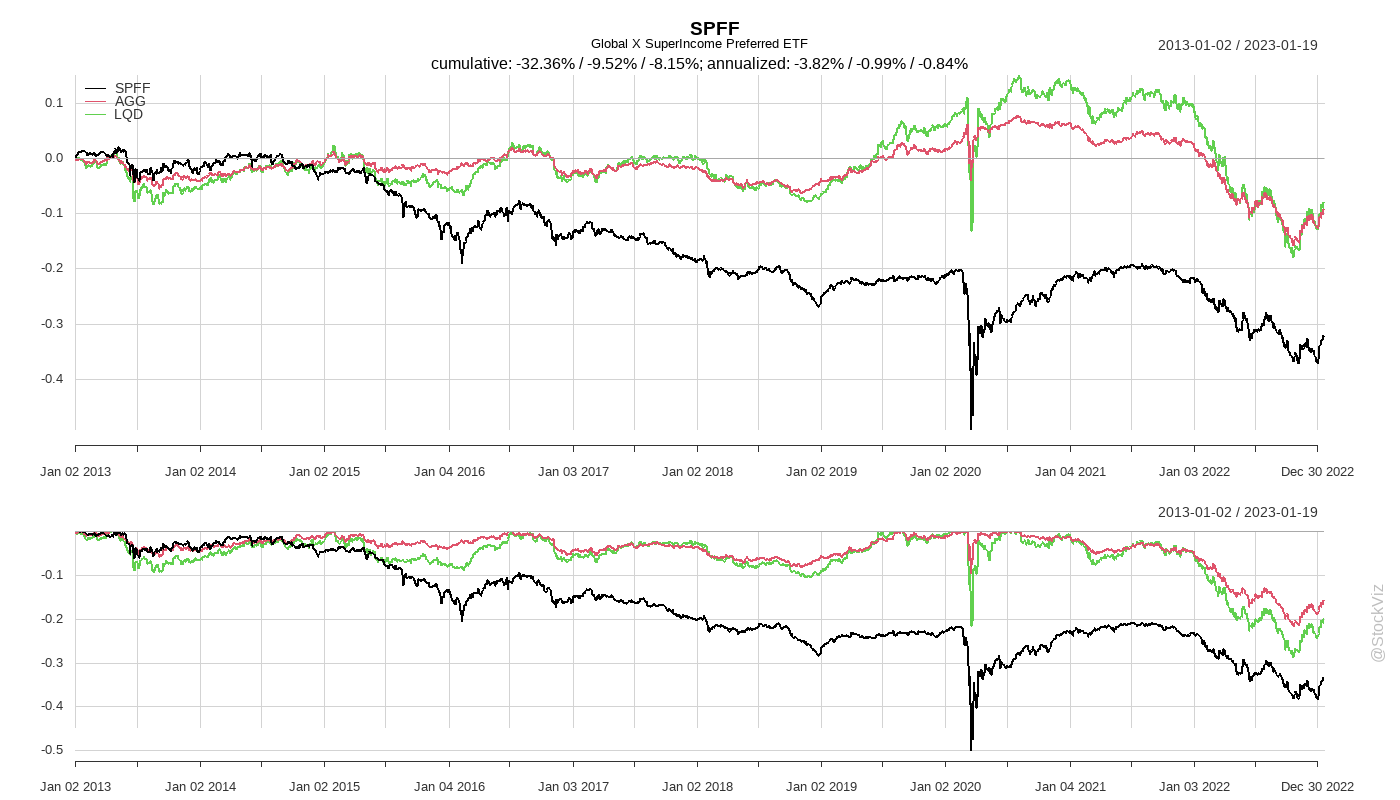 SPFF
Global X SuperIncome Preferred ETF
2013-01-02 / 2023-01-19
cumulative: -32.36% / -9.52% / -8.15%; annualized: -3.82% / -0.99% / -0.84%
SPFF
AGG
LQD
0.1
0.0
-0.1
-0.2
-0.3
-0.4
Jan 02 2013 Jan 02 2014 Jan 02 2015 Jan 04 2016 Jan 03 2017 Jan 02 2018 Jan 02 2019 Jan 02 2020 Jan 04 2021 Jan 03 2022 Dec 30 2022
2013-01-02 / 2023-01-19
-0.1
-0.2
-0.3
-0.4
-0.5
Jan 02 2013 Jan 02 2014 Jan 02 2015 Jan 04 2016 Jan 03 2017 Jan 02 2018 Jan 02 2019 Jan 02 2020 Jan 04 2021 Jan 03 2022 Dec 30 2022
@StockViz